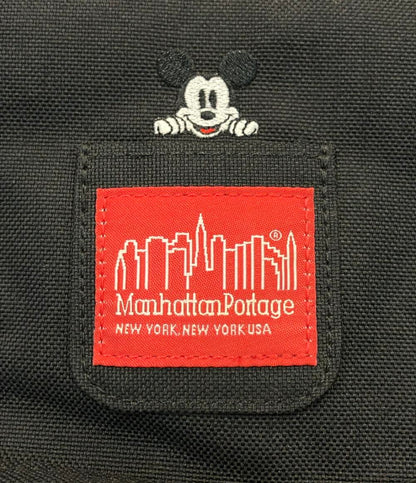 ®
ManhattanPortage
NEW YORK, NEW YORK USA